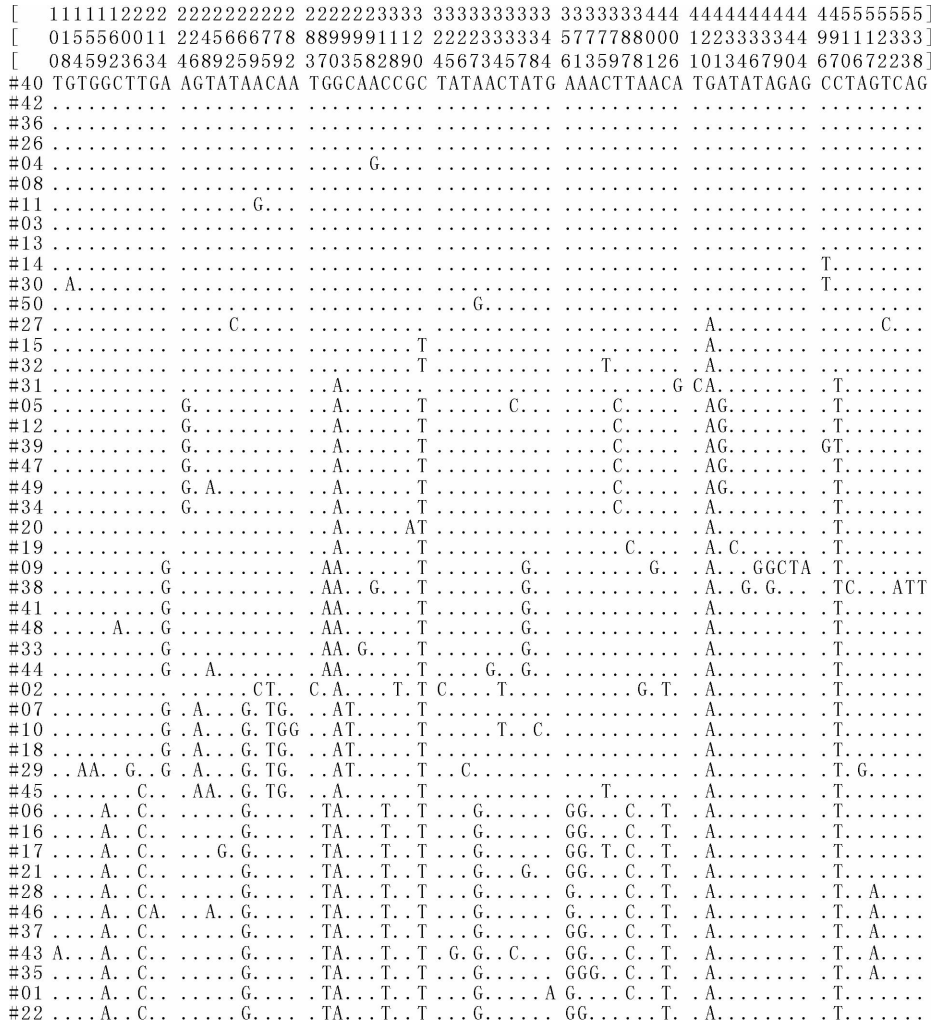 [ 1111112222 2222222222 2222223333 3333333333 3333333444 4444444444 445555555]
[ 0155560011 2245666778 8899991112 2222333334 5777788000 1223333344 991112333]
[ 0845923634 4689259592 3703582890 4567345784 6135978126 1013467904 670672238]
#40 TGTGGCTTGA AGTATAACAA TGGCAACCGC TATAACTATG AAACTTAACA TGATATAGAG CCTAGTCAG
#42 .......... .......... .......... .......... .......... .......... .........
#36 .......... .......... .......... .......... .......... .......... .........
#26 .......... .......... .......... .......... .......... .......... .........
#04 .......... .......... .....G.... .......... .......... .......... .........
#08 .......... .......... .......... .......... .......... .......... .........
#11 .......... ......G... .......... .......... .......... .......... .........
#03 .......... .......... .......... .......... .......... .......... .........
#13 .......... .......... .......... .......... .......... .......... .........
#14 .......... .......... .......... .......... .......... .......... T........
#30 .A........ .......... .......... .......... .......... .......... T........
#50 .......... .......... .......... ...G...... .......... .......... .........
#27 .......... ....C..... .......... .......... .......... .A........ .....C...
#15 .......... .......... .........T .......... .......... .A........ .........
#32 .......... .......... .........T .......... ...T...... .A........ .........
#31 .......... .......... ..A....... .......... .........G CA........ .T.......
#05 .......... G......... ..A......T ......C... ....C..... .AG....... .T.......
#12 .......... G......... ..A......T .......... ....C..... .AG....... .T.......
#39 .......... G......... ..A......T .......... ....C..... .AG....... GT.......
#47 .......... G......... ..A......T .......... ....C..... .AG....... .T.......
#49 .......... G.A....... ..A......T .......... ....C..... .AG....... .T.......
#34 .......... G......... ..A......T .......... ....C..... .A........ .T.......
#20 .......... .......... ..A.....AT .......... .......... .A........ .T.......
#19 .......... .......... ..A......T .......... .....C.... .A.C...... .T.......
#09 .........G .......... .AA......T .......G.. .......G.. .A...GGCTA .T.......
#38 .........G .......... .AA..G...T .......G.. .......... .A..G.G... .TC...ATT
#41 .........G .......... .AA......T .......G.. .......... .A........ .T.......
#48 .....A...G .......... .AA......T .......G.. .......... .A........ .T.......
#33 .........G .......... .AA.G....T .......G.. .......... .A........ .T.......
#44 .........G ..A....... .AA......T ....G..G.. .......... .A........ .T.......
#02 .......... ......CT.. C.A....T.T C....T.... ......G.T. .A........ .T.......
#07 .........G .A...G.TG. ..AT.....T .......... .......... .A........ .T.......
#10 .........G .A...G.TGG ..AT.....T .....T..C. .......... .A........ .T.......
#18 .........G .A...G.TG. ..AT.....T .......... .......... .A........ .T.......
#29 ..AA..G..G .A...G.TG. ..AT.....T ..C....... .......... .A........ .T.G.....
#45 .......C.. .AA..G.TG. ..A......T .......... ...T...... .A........ .T.......
#06 ....A..C.. .....G.... .TA...T..T ...G...... GG...C..T. .A........ .T.......
#16 ....A..C.. .....G.... .TA...T..T ...G...... GG...C..T. .A........ .T.......
#17 ....A..C.. ...G.G.... .TA...T..T ...G...... GG.T.C..T. .A........ .T.......
#21 ....A..C.. .....G.... .TA...T..T ...G...G.. GG...C..T. .A........ .T.......
#28 ....A..C.. .....G.... .TA...T..T ...G...... G....C..T. .A........ .T..A....
#46 ....A..CA. ..A..G.... .TA...T..T ...G...... G....C..T. .A........ .T..A....
#37 ....A..C.. .....G.... .TA...T..T ...G...... GG...C..T. .A........ .T..A....
#43 A...A..C.. .....G.... .TA...T..T .G.G..C... GG...C..T. .A........ .T..A....
#35 ....A..C.. .....G.... .TA...T..T ...G...... GGG..C..T. .A........ .T..A....
#01 ....A..C.. .....G.... .TA...T..T ...G.....A G....C..T. .A........ .T.......
#22 ....A..C.. .....G.... .TA...T..T ...G...... GG......T. .A........ .T.......